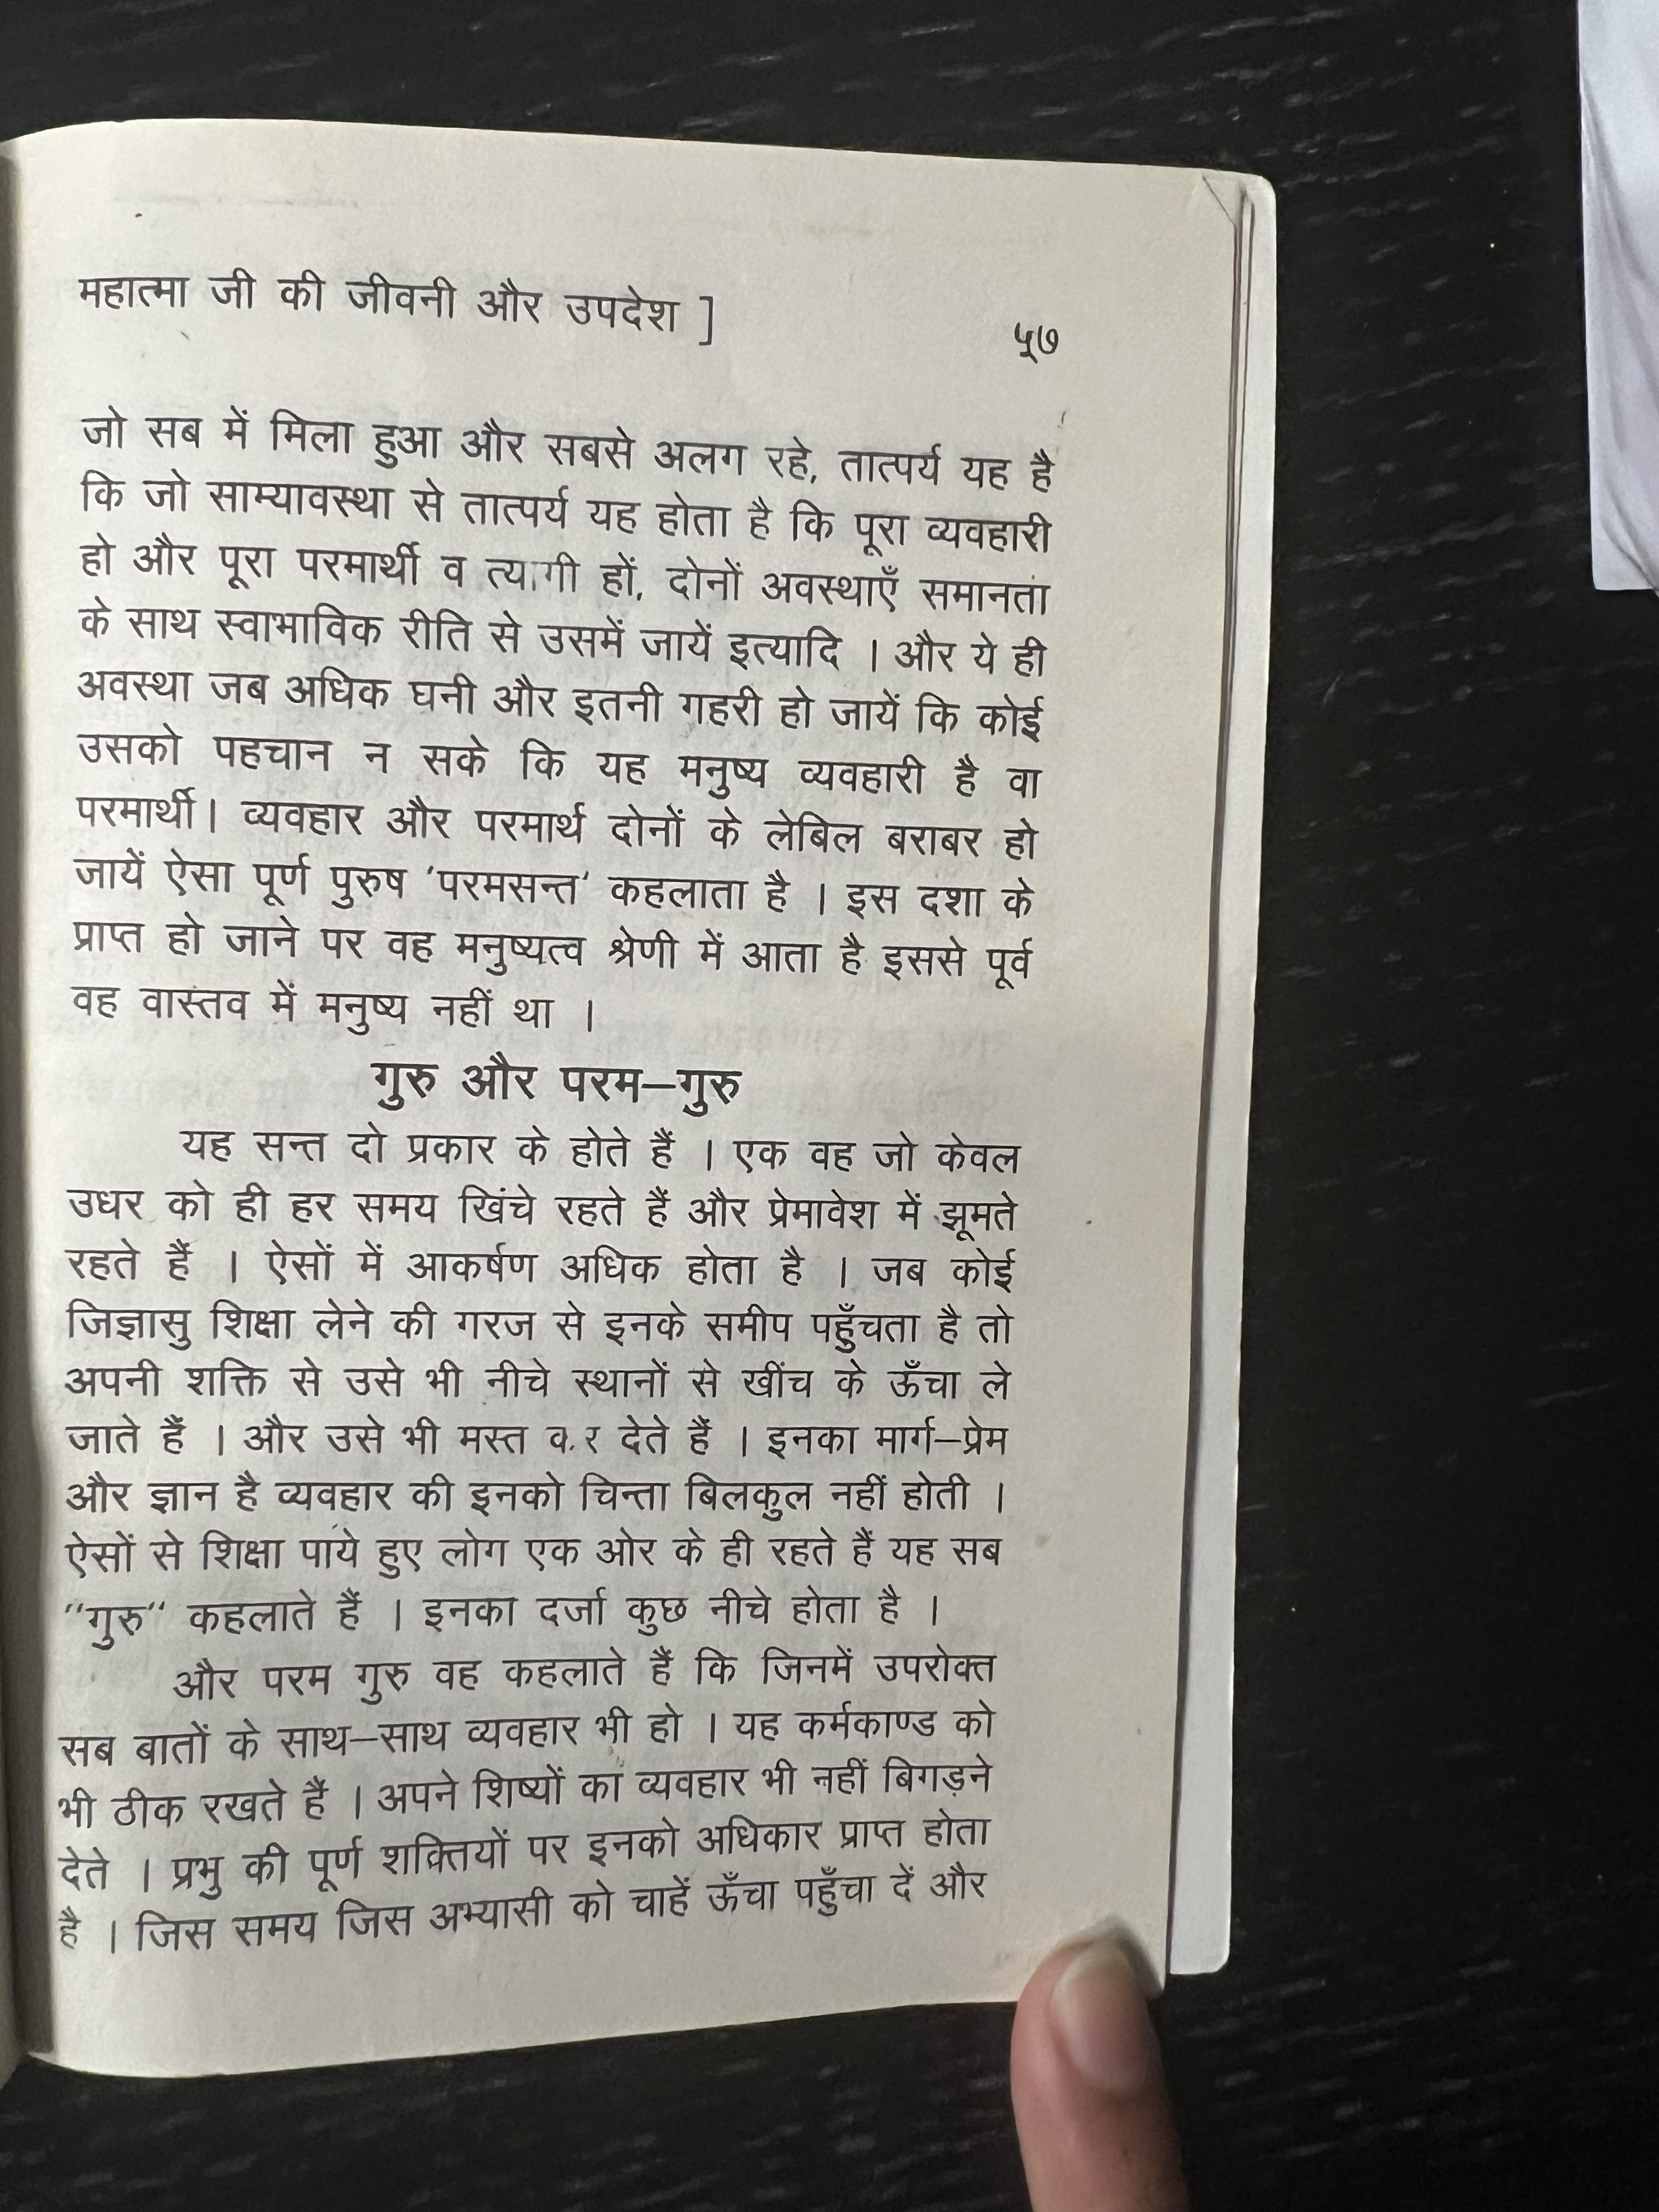 महात्मा जी की जीवनी और उपदेश ]
५७
जो सब में मिला हुआ और सबसे अलग रहे, तात्पर्य यह है
कि जो साम्यावस्था से तात्पर्य यह होता है कि पूरा व्यवहारी
हो और पूरा परमार्थी व त्यागी हों, दोनों अवस्थाएँ समानता
के साथ स्वाभाविक रीति से उसमें जायें इत्यादि । और ये ही
अवस्था जब अधिक घनी और इतनी गहरी हो जायें कि कोई
उसको पहचान न सके कि यह मनुष्य व्यवहारी है वा
परमार्थी। व्यवहार और परमार्थ दोनों के लेबिल बराबर हो
जायें ऐसा पूर्ण पुरुष 'परमसन्त' कहलाता है । इस दशा के
प्राप्त हो जाने पर वह मनुष्यत्व श्रेणी में आता है इससे पूर्व
वह वास्तव में मनुष्य नहीं था ।
गुरु और परम–गुरु
यह सन्त दो प्रकार के होते हैं । एक वह जो केवल
उधर को ही हर समय खिंचे रहते हैं और प्रेमावेश में झूमते
रहते हैं । ऐसों में आकर्षण अधिक होता है । जब कोई
जिज्ञासु शिक्षा लेने की गरज से इनके समीप पहुँचता है तो
अपनी शक्ति से उसे भी नीचे स्थानों से खींच के ऊँचा ले
जाते हैं । और उसे भी मस्त कर देते हैं । इनका मार्ग–प्रेम
और ज्ञान है व्यवहार की इनको चिन्ता बिलकुल नहीं होती ।
ऐसों से शिक्षा पाये हुए लोग एक ओर के ही रहते हैं यह सब
"गुरु" कहलाते हैं । इनका दर्जा कुछ नीचे होता है ।
और परम गुरु वह कहलाते हैं कि जिनमें उपरोक्त
सब बातों के साथ–साथ व्यवहार भी हो । यह कर्मकाण्ड को
भी ठीक रखते हैं । अपने शिष्यों का व्यवहार भी नहीं बिगड़ने
देते । प्रभु की पूर्ण शक्तियों पर इनको अधिकार प्राप्त होता
है । जिस समय जिस अभ्यासी को चाहें ऊँचा पहुँचा दें और